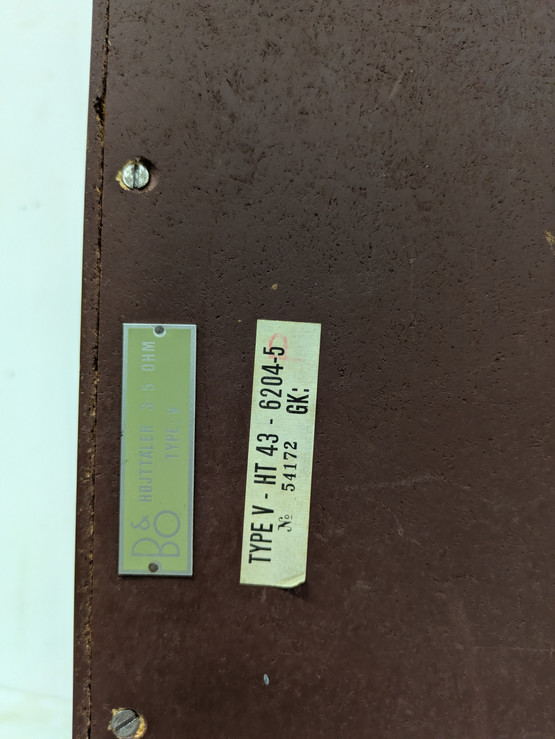 B&O
HØJTTALER 3.5 OHM
TYPE V
TYPE V - HT 43 - 6204-5
№ 54172 GK: